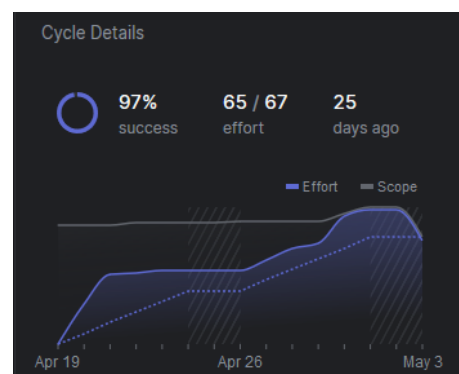 Cycle Details
97% 65 / 67 25
success effort days ago
Effort Scope
Apr 19 Apr 26 May 3